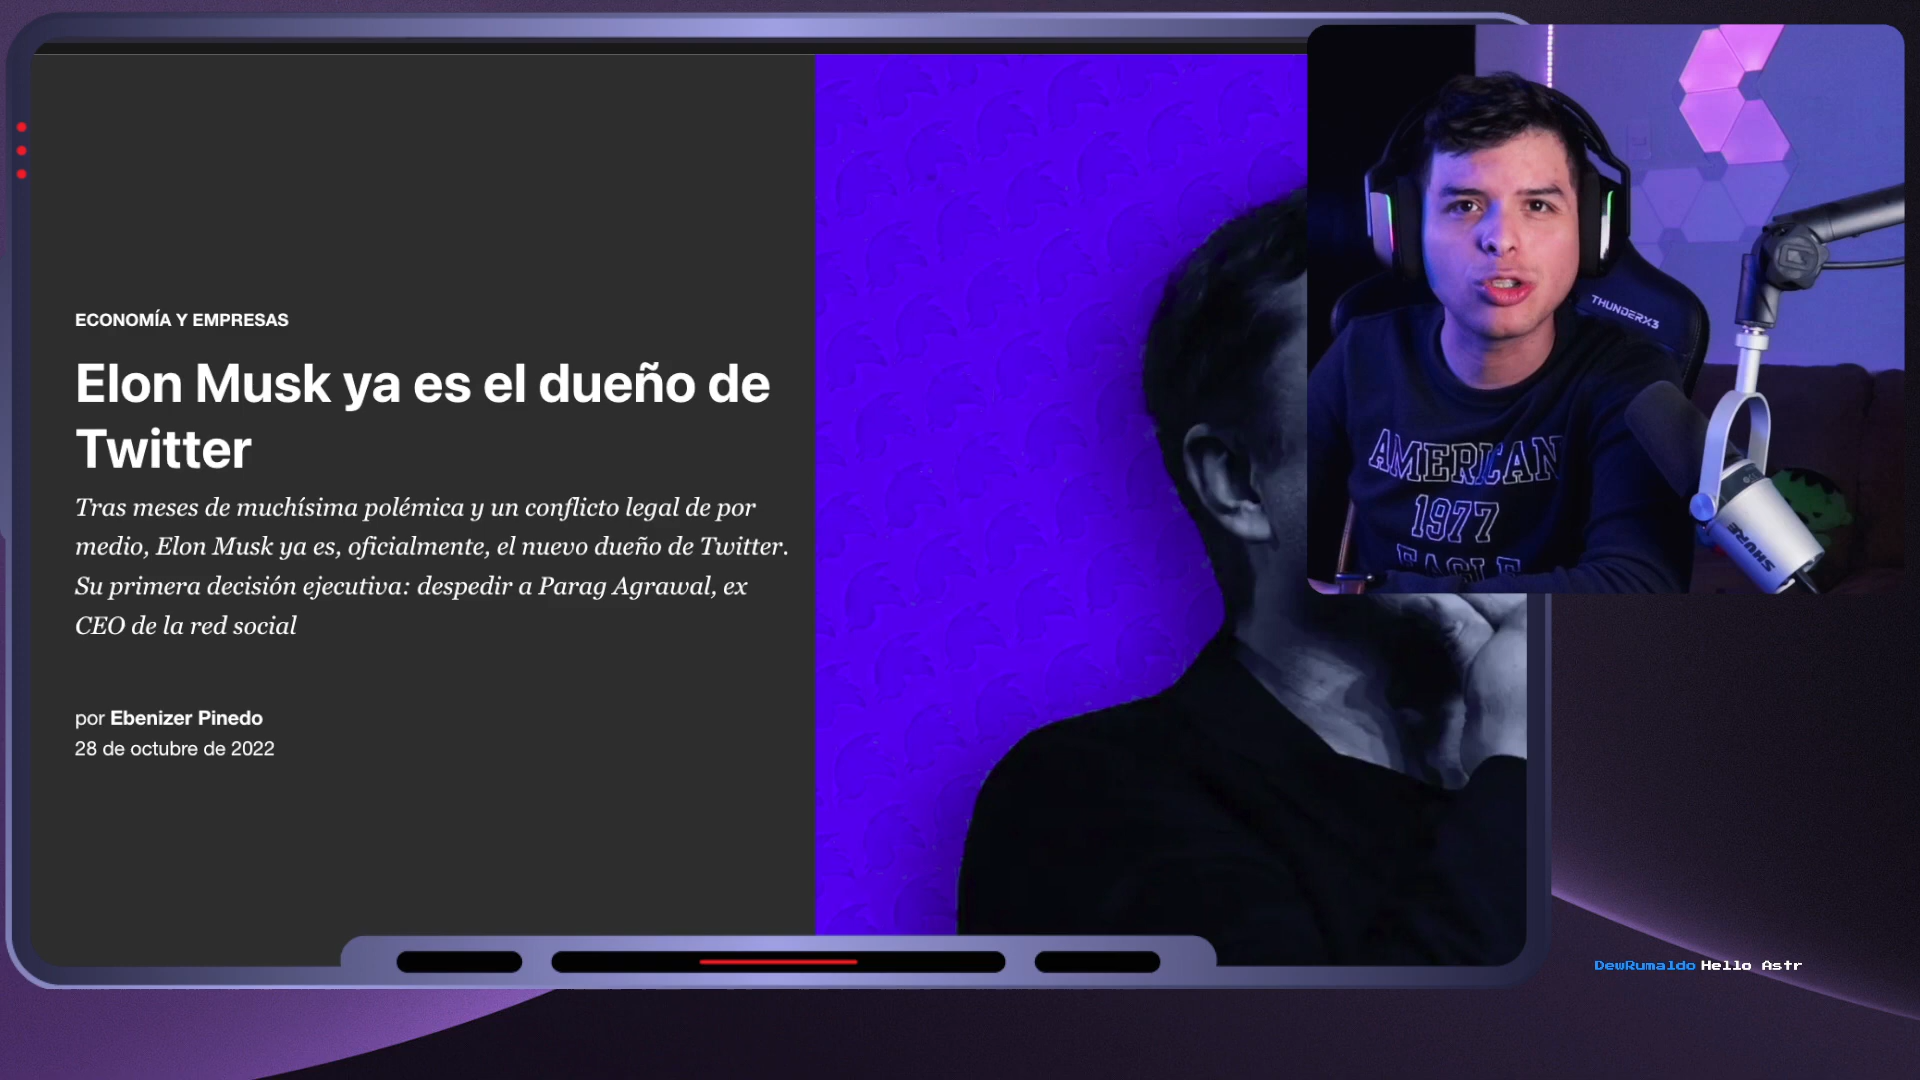 ECONOMÍA Y EMPRESAS
Elon Musk ya es el dueño de
Twitter
Tras meses de muchísima polémica y un conflicto legal de por
medio, Elon Musk ya es, oficialmente, el nuevo dueño de Twitter.
Su primera decisión ejecutiva: despedir a Parag Agrawal, ex
CEO de la red social
por Ebenizer Pinedo
28 de octubre de 2022
THUNDERX3
AMERICAN
1977
EAGLE
SHURE
DewRumaldo Hello Astr